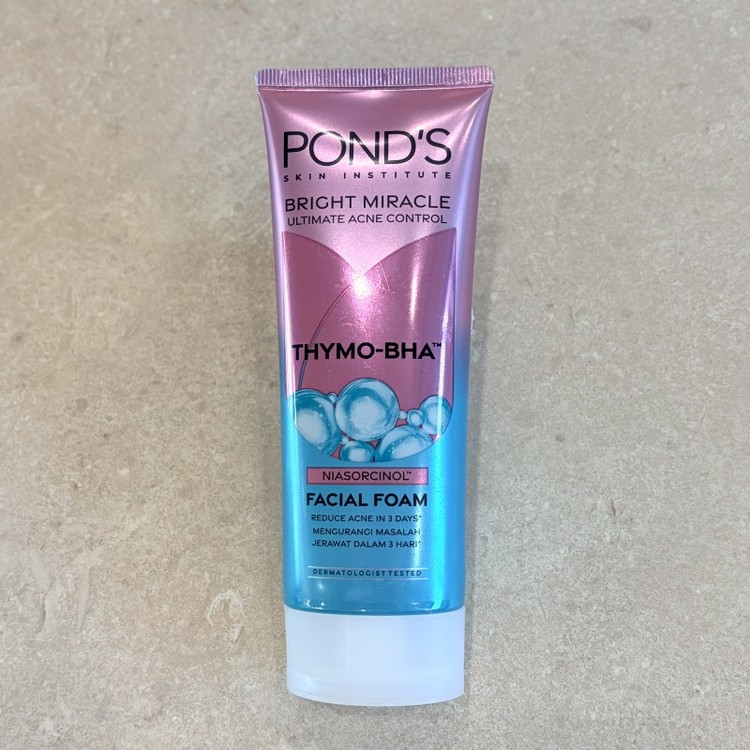 POND'S
SKIN INSTITUTE
BRIGHT MIRACLE
ULTIMATE ACNE CONTROL
THYMO-BHA™
NIASORCINOL™
FACIAL FOAM
REDUCE ACNE IN 3 DAYS^
MENGURANGI MASALAH
JERAWAT DALAM 3 HARI^
DERMATOLOGIST TESTED